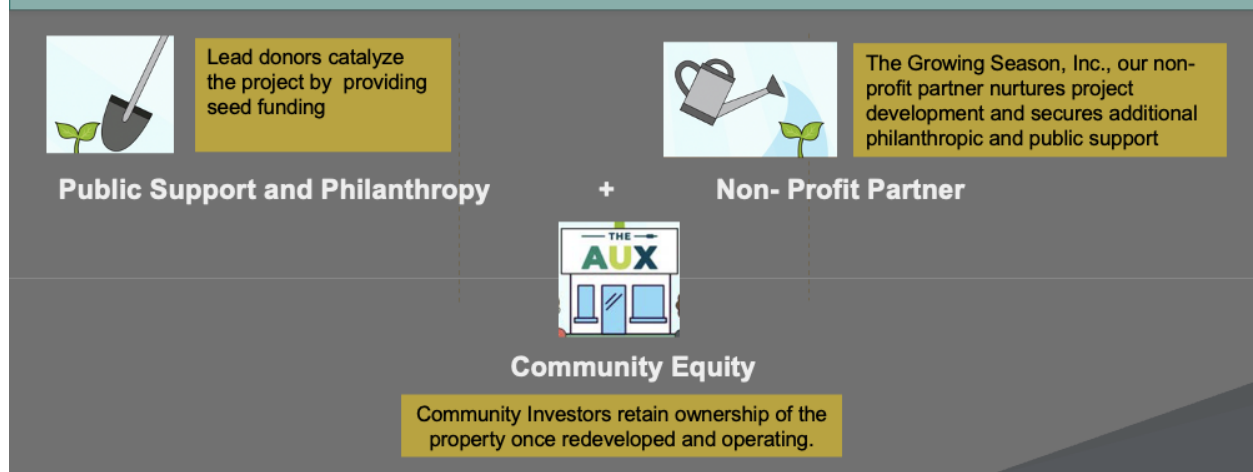 Lead donors catalyze
the project by  providing
seed funding
The Growing Season, Inc., our non-
profit partner nurtures project
development and secures additional
philanthropic and public support
Public Support and Philanthropy
+
Non- Profit Partner
THE
AUX
Community Equity
Community Investors retain ownership of the
property once redeveloped and operating.